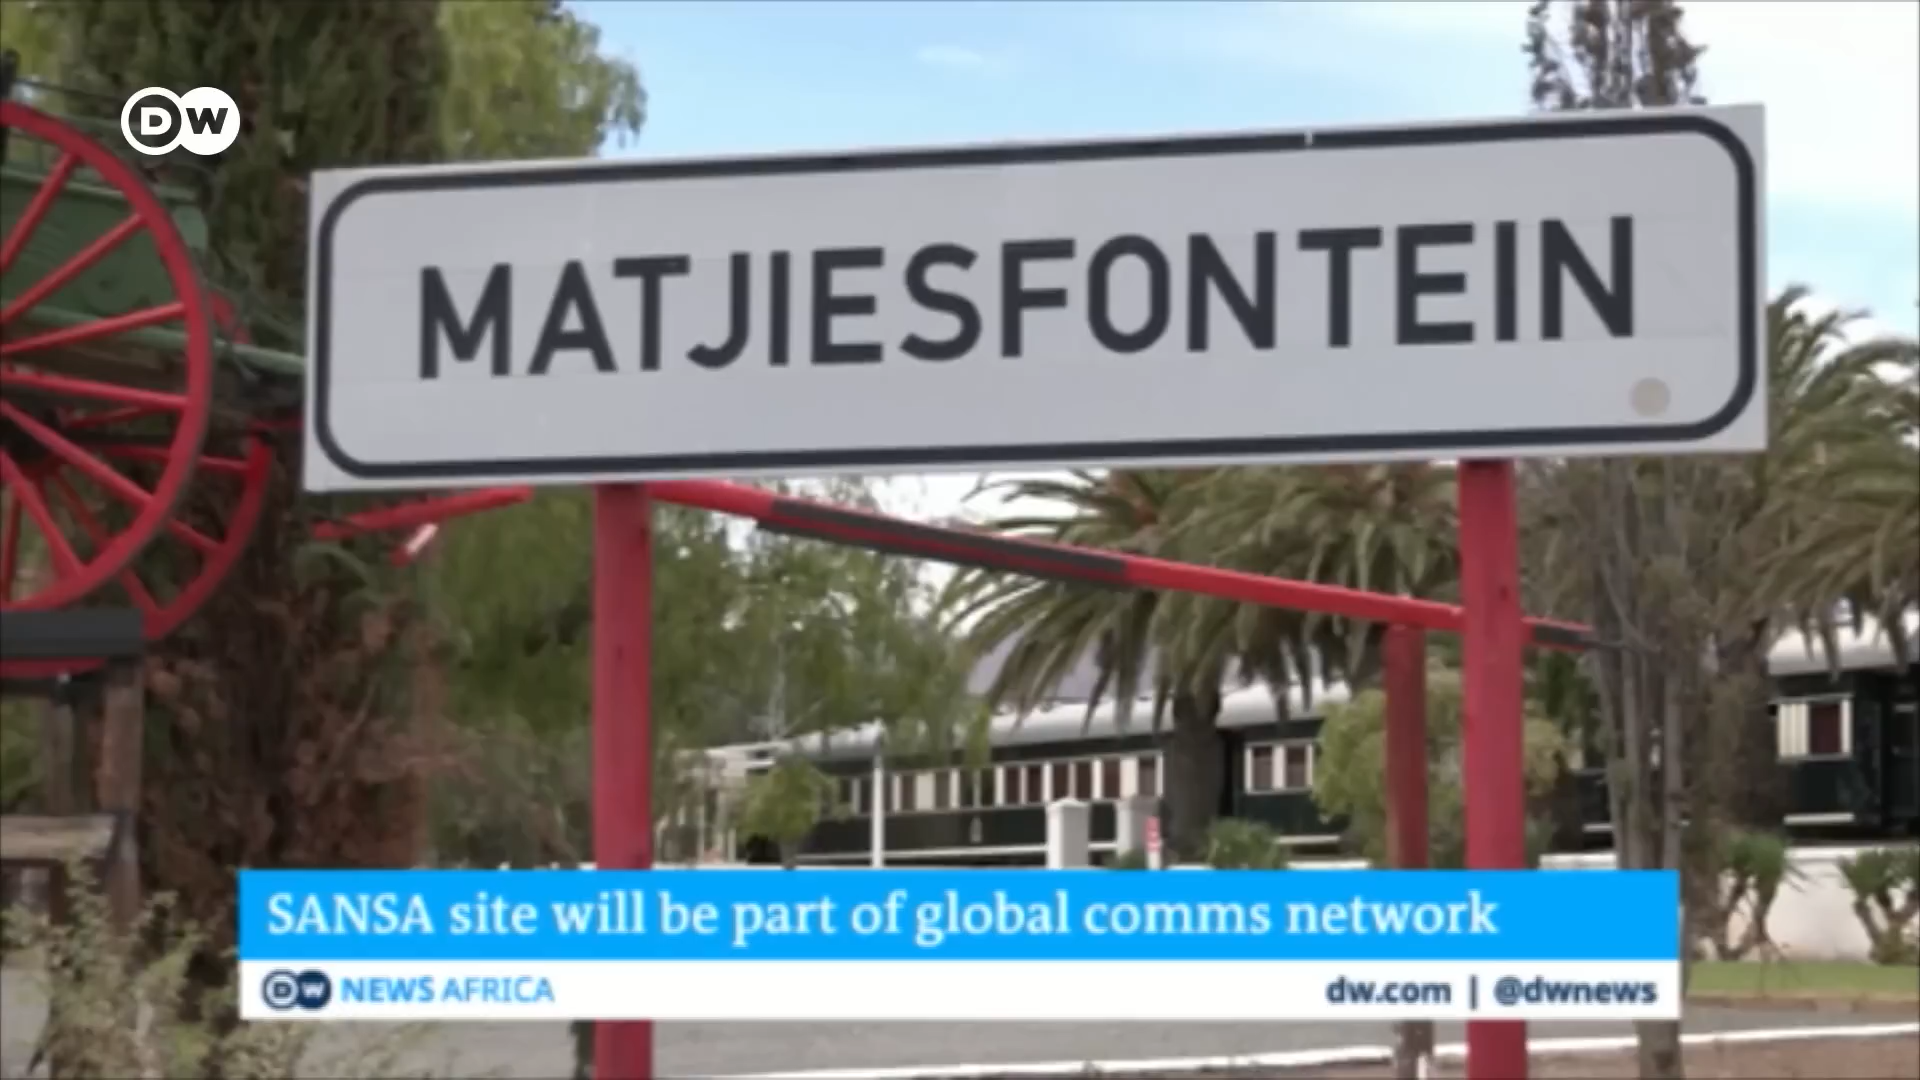 DW
MATJIESFONTEIN
SANSA site will be part of global comms network
DW NEWS AFRICA
dw.com | @dwnews